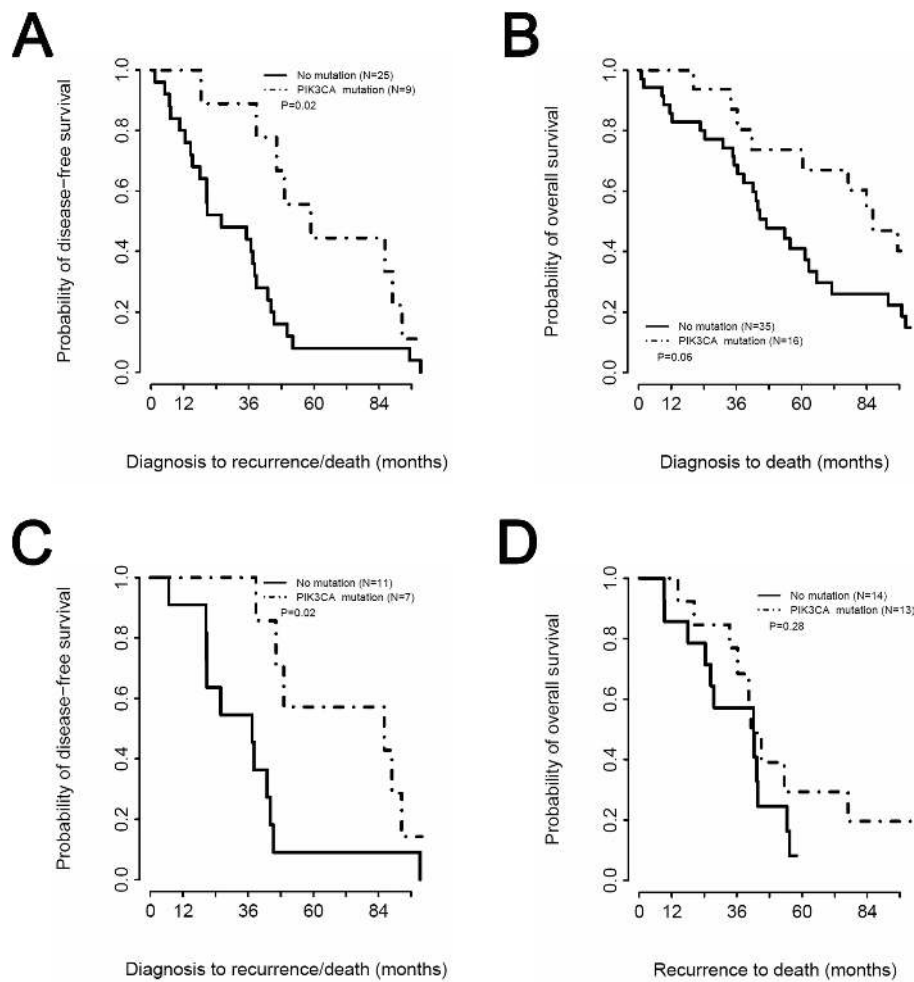 A
Probability of disease-free survival
1.0
0.8
0.6
0.4
0.2
0.0
No mutation (N=25)
PIK3CA mutation (N=9)
P=0.02
0 12 36 60 84
Diagnosis to recurrence/death (months)
B
Probability of overall survival
1.0
0.8
0.6
0.4
0.2
0.0
No mutation (N=35)
PIK3CA mutation (N=16)
P=0.06
0 12 36 60 84
Diagnosis to death (months)
C
Probability of disease-free survival
1.0
0.8
0.6
0.4
0.2
0.0
No mutation (N=11)
PIK3CA mutation (N=7)
P=0.02
0 12 36 60 84
Diagnosis to recurrence/death (months)
D
Probability of overall survival
1.0
0.8
0.6
0.4
0.2
0.0
No mutation (N=14)
PIK3CA mutation (N=13)
P=0.28
0 12 36 60 84
Recurrence to death (months)